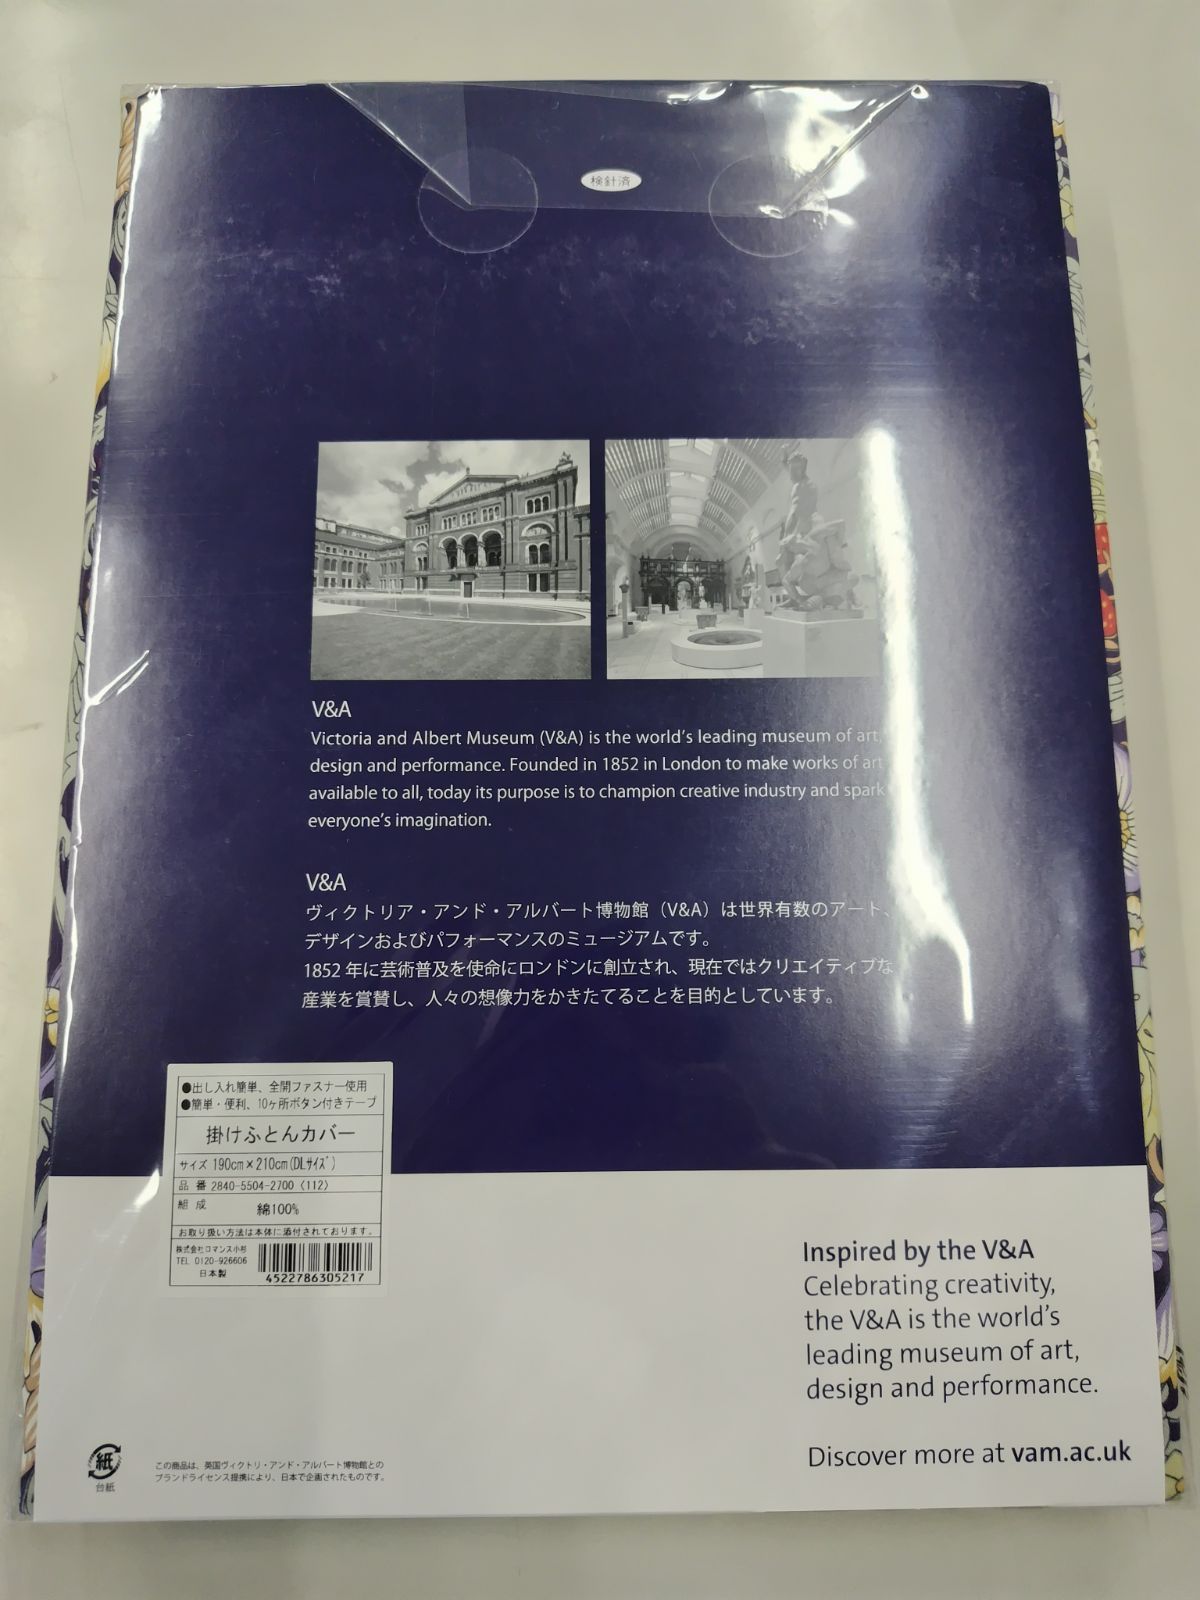 検針済
V&A
Victoria and Albert Museum (V&A) is the world's leading museum of art,
design and performance. Founded in 1852 in London to make works of art
available to all, today its purpose is to champion creative industry and spark
everyone's imagination.
V&A
ヴィクトリア・アンド・アルバート博物館（V&A）は世界有数のアート、
デザインおよびパフォーマンスのミュージアムです。
1852 年に芸術普及を使命にロンドンに創立され、現在ではクリエイティブな
産業を賞賛し、人々の想像力をかきたてることを目的としています。
●出し入れ簡単、全開ファスナー使用
●簡単・便利、10ヶ所ボタン付きテープ
掛けふとんカバー
サイズ 190cm×210cm(DLサイズ)
品 番 2840-5504-2700 (112)
組 成 綿100%
お取り扱い方法は本体に添付されております。
株式会社ロマンス小杉
TEL 0120-926606
日本製
4522786305217
Inspired by the V&A
Celebrating creativity,
the V&A is the world's
leading museum of art,
design and performance.
Discover more at vam.ac.uk
紙
台紙
この商品は、英国ヴィクトリ・アンド・アルバート博物館との
ブランドライセンス提携により、日本で企画されたものです。